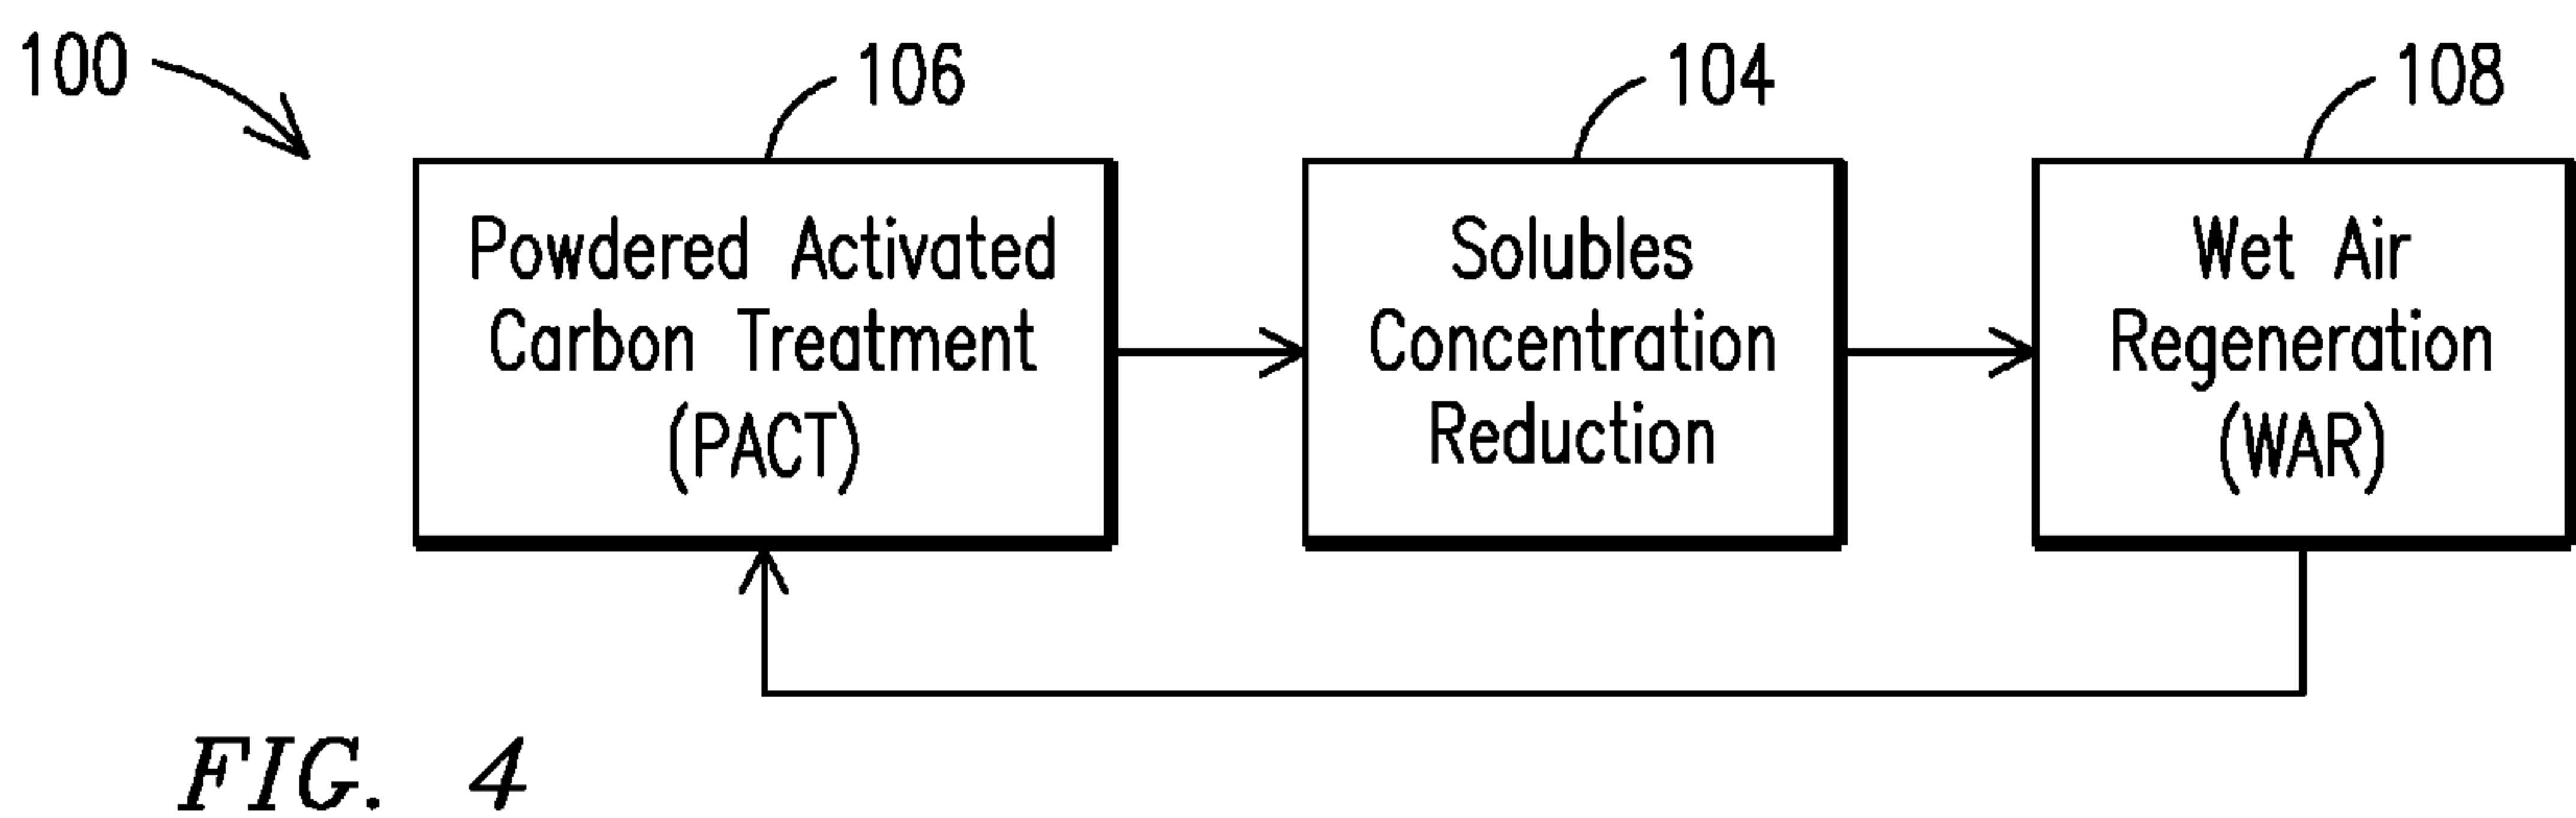 100
106
104
108
Powdered Activated
Carbon Treatment
(PACT)
Solubles
Concentration
Reduction
Wet Air
Regeneration
(WAR)
FIG. 4